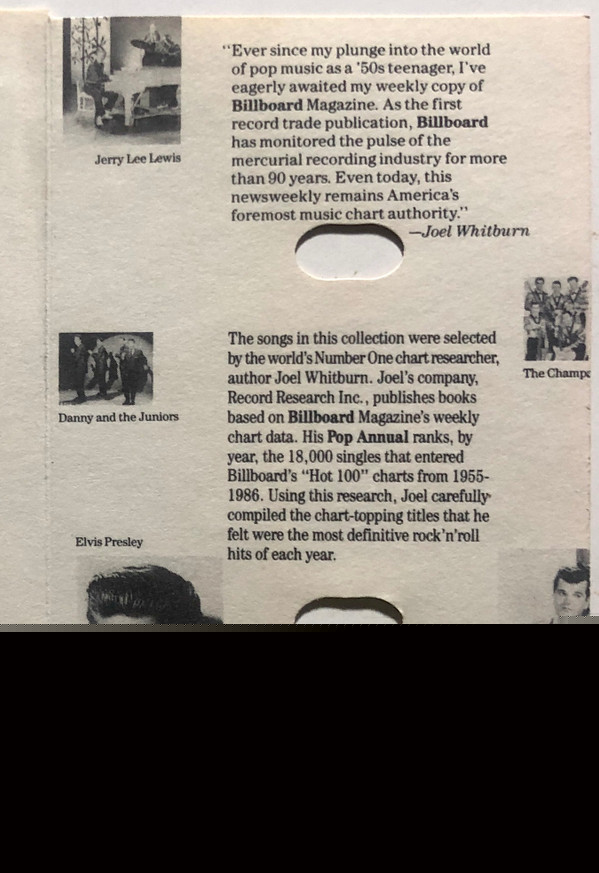 "Ever since my plunge into the world
of pop music as a '50s teenager, I've
eagerly awaited my weekly copy of
Billboard Magazine. As the first
record trade publication, Billboard
has monitored the pulse of the
mercurial recording industry for more
than 90 years. Even today, this
newsweekly remains America's
foremost music chart authority."
—Joel Whitburn
Jerry Lee Lewis
The Champs
Danny and the Juniors
The songs in this collection were selected
by the world's Number One chart researcher,
author Joel Whitburn. Joel's company,
Record Research Inc., publishes books
based on Billboard Magazine's weekly
chart data. His Pop Annual ranks, by
year, the 18,000 singles that entered
Billboard's "Hot 100" charts from 1955-
1986. Using this research, Joel carefully
compiled the chart-topping titles that he
felt were the most definitive rock'n'roll
hits of each year.
Elvis Presley